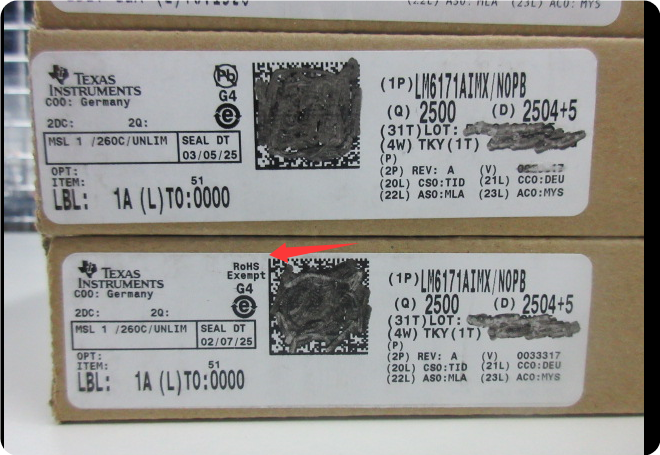 TEXAS
INSTRUMENTS
COO: Germany
2DC: 2Q:
MSL 1 /260C/UNLIM
SEAL DT
03/05/25
OPT:
ITEM: 51
LBL: 1A (L)TO:0000
Pb
G4
e
(1P)LM6171AIMX/NOPB
(Q) 2500 (D) 2504+5
(31T)LOT:
(4W) TKY(1T)
(P)
(2P) REV: A (V)
(20L) CSO:TID (21L) CCO:DEU
(22L) ASO:MLA (23L) ACO:MYS
TEXAS
INSTRUMENTS
COO: Germany
2DC: 2Q:
MSL 1 /260C/UNLIM
SEAL DT
02/07/25
OPT:
ITEM: 51
LBL: 1A (L)TO:0000
RoHS
Exempt
G4
e
(1P)LM6171AIMX/NOPB
(Q) 2500 (D) 2504+5
(31T)LOT:
(4W) TKY(1T)
(P)
(2P) REV: A (V) 0033317
(20L) CSO:TID (21L) CCO:DEU
(22L) ASO:MLA (23L) ACO:MYS